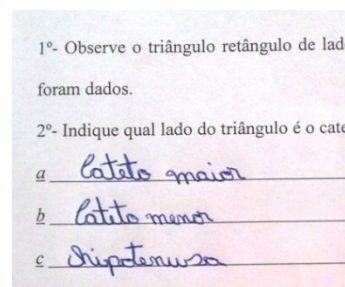 1º- Observe o triângulo retângulo de lad
foram dados.
2º- Indique qual lado do triângulo é o cate
a Cateto maior
b Cateto menor
c hipotenusa